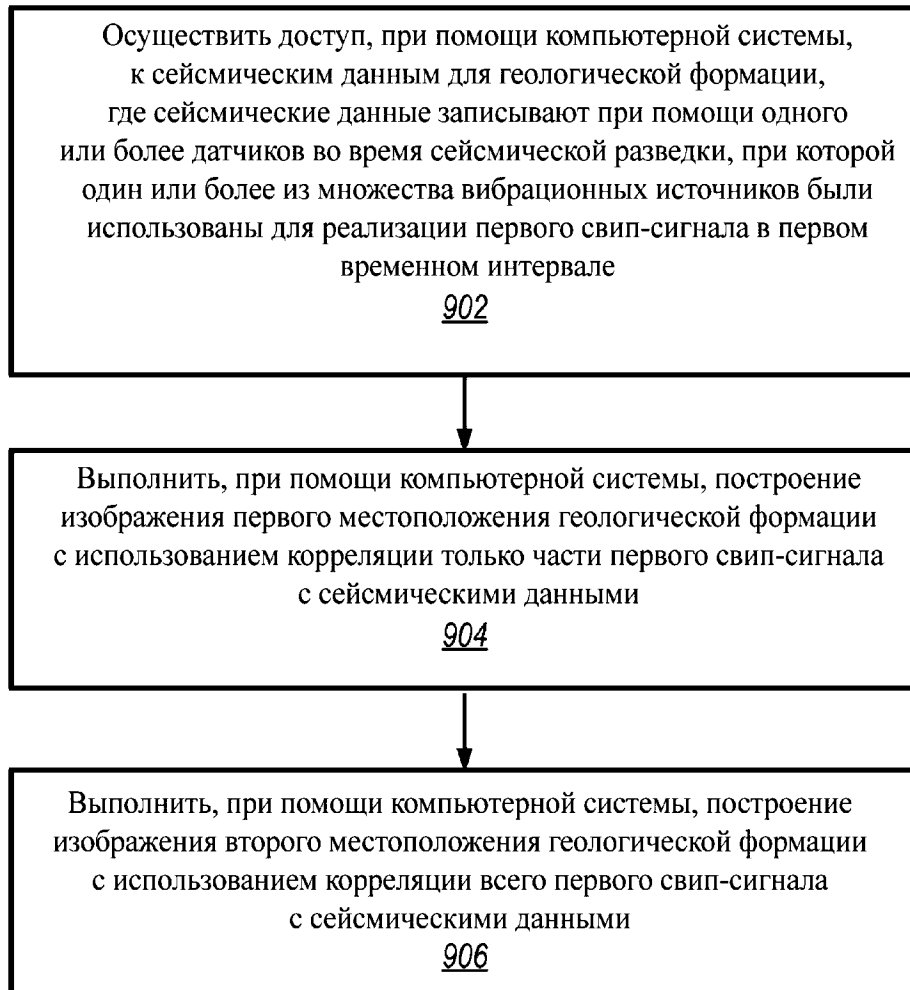 Осуществить доступ, при помощи компьютерной системы,
к сейсмическим данным для геологической формации,
где сейсмические данные записывают при помощи одного
или более датчиков во время сейсмической разведки, при которой
один или более из множества вибрационных источников были
использованы для реализации первого свип-сигнала в первом
временном интервале
902
Выполнить, при помощи компьютерной системы, построение
изображения первого местоположения геологической формации
с использованием корреляции только части первого свип-сигнала
с сейсмическими данными
904
Выполнить, при помощи компьютерной системы, построение
изображения второго местоположения геологической формации
с использованием корреляции всего первого свип-сигнала
с сейсмическими данными
906